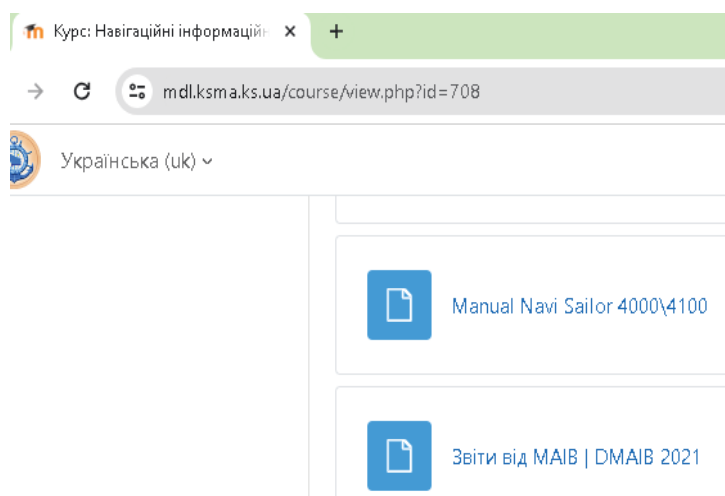 Курс: Навігаційні інформаційн
mdl.ksma.ks.ua/course/view.php?id=708
Українська (uk)
Manual Navi Sailor 4000\4100
Звіти від MAIB | DMAIB 2021